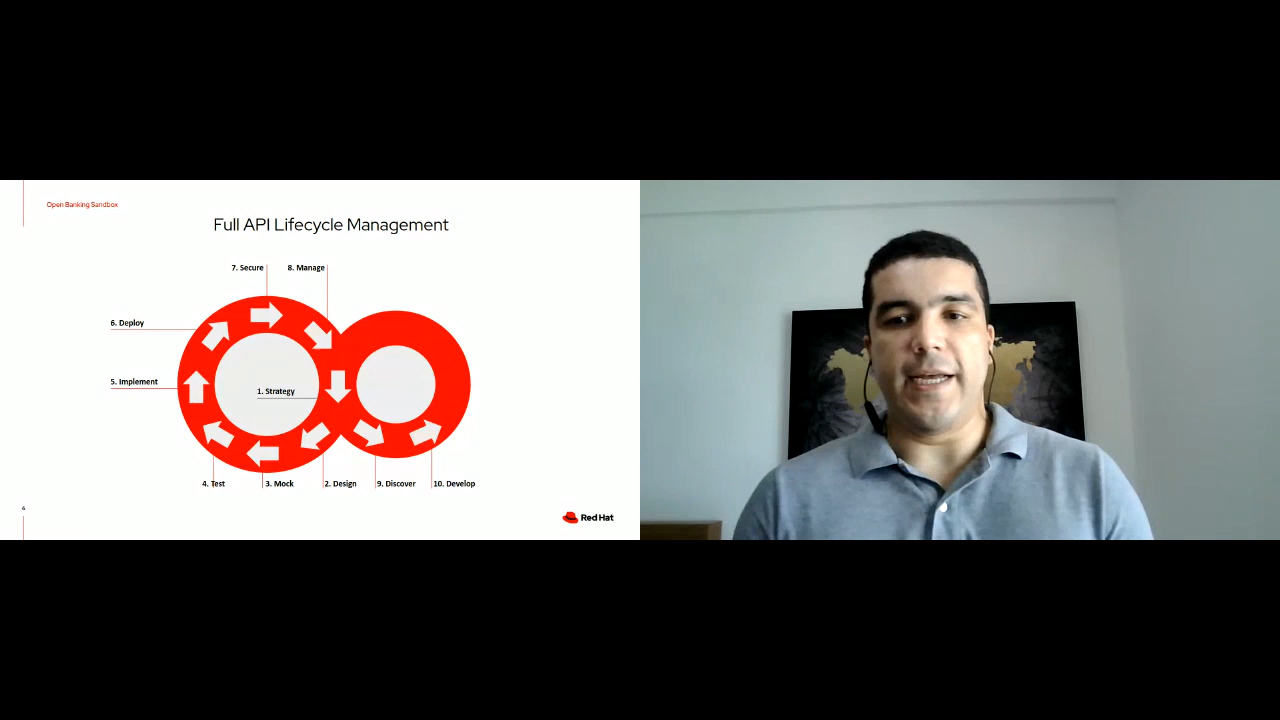 Open Banking Sandbox
Full API Lifecycle Management
7. Secure
8. Manage
6. Deploy
5. Implement
1. Strategy
4. Test
3. Mock
2. Design
9. Discover
10. Develop
6
Red Hat